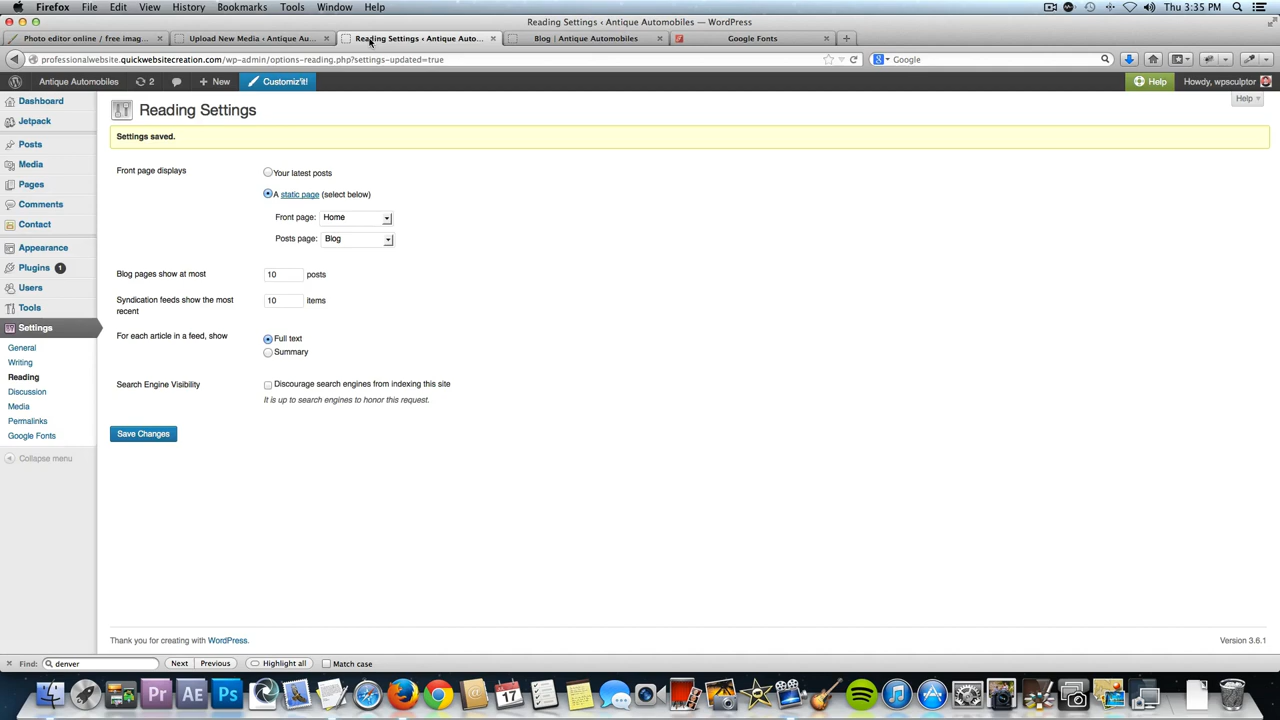 Firefox File Edit View History Bookmarks Tools Window Help Thu 3:35 PM
Reading Settings ‹ Antique Automobiles — WordPress
Photo editor online / free imag... Upload New Media ‹ Antique Au... Reading Settings ‹ Antique Auto... Blog | Antique Automobiles Google Fonts
professionalwebsite.quickwebsitecreation.com/wp-admin/options-reading.php?settings-updated=true Google
Antique Automobiles 2 New Customiz'it! Help Howdy, wpsculptor
Help
Dashboard
Jetpack
Posts
Media
Pages
Comments
Contact
Appearance
Plugins 1
Users
Tools
Settings
General
Writing
Reading
Discussion
Media
Permalinks
Google Fonts
Collapse menu
Reading Settings
Settings saved.
Front page displays
Your latest posts
A static page (select below)
Front page: Home
Posts page: Blog
Blog pages show at most 10 posts
Syndication feeds show the most recent 10 items
For each article in a feed, show
Full text
Summary
Search Engine Visibility
Discourage search engines from indexing this site
It is up to search engines to honor this request.
Save Changes
Thank you for creating with WordPress. Version 3.6.1
Find: denver Next Previous Highlight all Match case
Pr Ae Ps 17